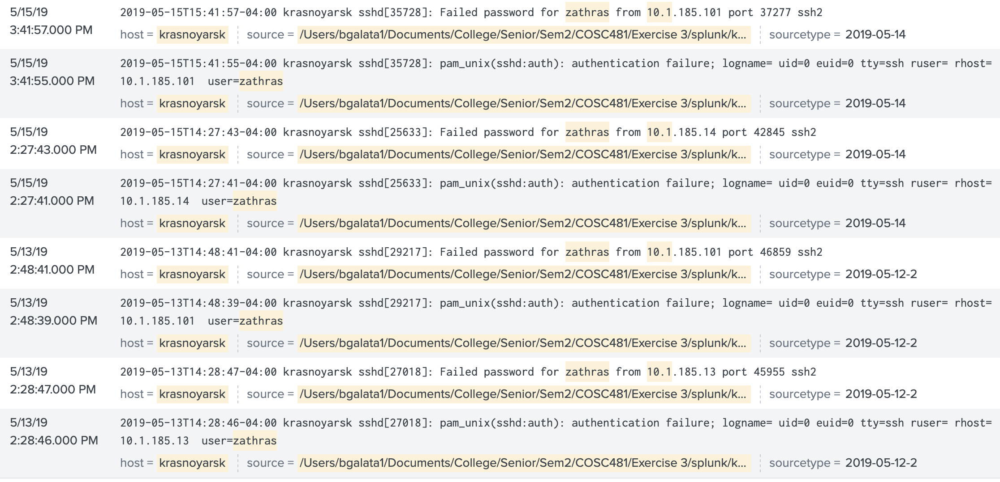 5/15/19
3:41:57.000 PM
2019-05-15T15:41:57-04:00 krasnoyarsk sshd[35728]: Failed password for zathras from 10.1.185.101 port 37277 ssh2
host = krasnoyarsk source = /Users/bgalata1/Documents/College/Senior/Sem2/COSC481/Exercise 3/splunk/k... sourcetype = 2019-05-14
5/15/19
3:41:55.000 PM
2019-05-15T15:41:55-04:00 krasnoyarsk sshd[35728]: pam_unix(sshd:auth): authentication failure; logname= uid=0 euid=0 tty=ssh ruser= rhost=
10.1.185.101  user=zathras
host = krasnoyarsk source = /Users/bgalata1/Documents/College/Senior/Sem2/COSC481/Exercise 3/splunk/k... sourcetype = 2019-05-14
5/15/19
2:27:43.000 PM
2019-05-15T14:27:43-04:00 krasnoyarsk sshd[25633]: Failed password for zathras from 10.1.185.14 port 42845 ssh2
host = krasnoyarsk source = /Users/bgalata1/Documents/College/Senior/Sem2/COSC481/Exercise 3/splunk/k... sourcetype = 2019-05-14
5/15/19
2:27:41.000 PM
2019-05-15T14:27:41-04:00 krasnoyarsk sshd[25633]: pam_unix(sshd:auth): authentication failure; logname= uid=0 euid=0 tty=ssh ruser= rhost=
10.1.185.14  user=zathras
host = krasnoyarsk source = /Users/bgalata1/Documents/College/Senior/Sem2/COSC481/Exercise 3/splunk/k... sourcetype = 2019-05-14
5/13/19
2:48:41.000 PM
2019-05-13T14:48:41-04:00 krasnoyarsk sshd[29217]: Failed password for zathras from 10.1.185.101 port 46859 ssh2
host = krasnoyarsk source = /Users/bgalata1/Documents/College/Senior/Sem2/COSC481/Exercise 3/splunk/k... sourcetype = 2019-05-12-2
5/13/19
2:48:39.000 PM
2019-05-13T14:48:39-04:00 krasnoyarsk sshd[29217]: pam_unix(sshd:auth): authentication failure; logname= uid=0 euid=0 tty=ssh ruser= rhost=
10.1.185.101  user=zathras
host = krasnoyarsk source = /Users/bgalata1/Documents/College/Senior/Sem2/COSC481/Exercise 3/splunk/k... sourcetype = 2019-05-12-2
5/13/19
2:28:47.000 PM
2019-05-13T14:28:47-04:00 krasnoyarsk sshd[27018]: Failed password for zathras from 10.1.185.13 port 45955 ssh2
host = krasnoyarsk source = /Users/bgalata1/Documents/College/Senior/Sem2/COSC481/Exercise 3/splunk/k... sourcetype = 2019-05-12-2
5/13/19
2:28:46.000 PM
2019-05-13T14:28:46-04:00 krasnoyarsk sshd[27018]: pam_unix(sshd:auth): authentication failure; logname= uid=0 euid=0 tty=ssh ruser= rhost=
10.1.185.13  user=zathras
host = krasnoyarsk source = /Users/bgalata1/Documents/College/Senior/Sem2/COSC481/Exercise 3/splunk/k... sourcetype = 2019-05-12-2